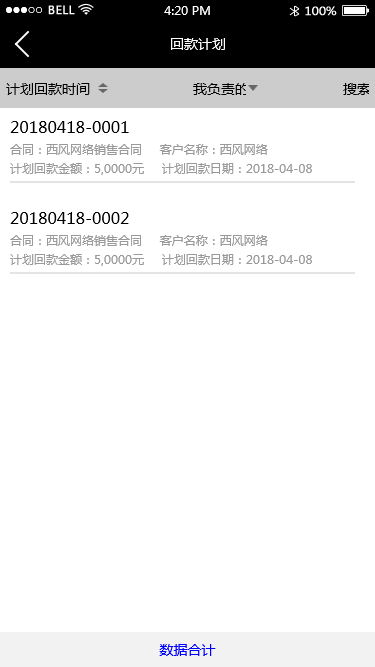 BELL 4:20 PM 100%
回款计划
计划回款时间 我负责的 搜索
20180418-0001
合同：西风网络销售合同 客户名称：西风网络
计划回款金额：5,0000元 计划回款日期：2018-04-08
20180418-0002
合同：西风网络销售合同 客户名称：西风网络
计划回款金额：5,0000元 计划回款日期：2018-04-08
数据合计